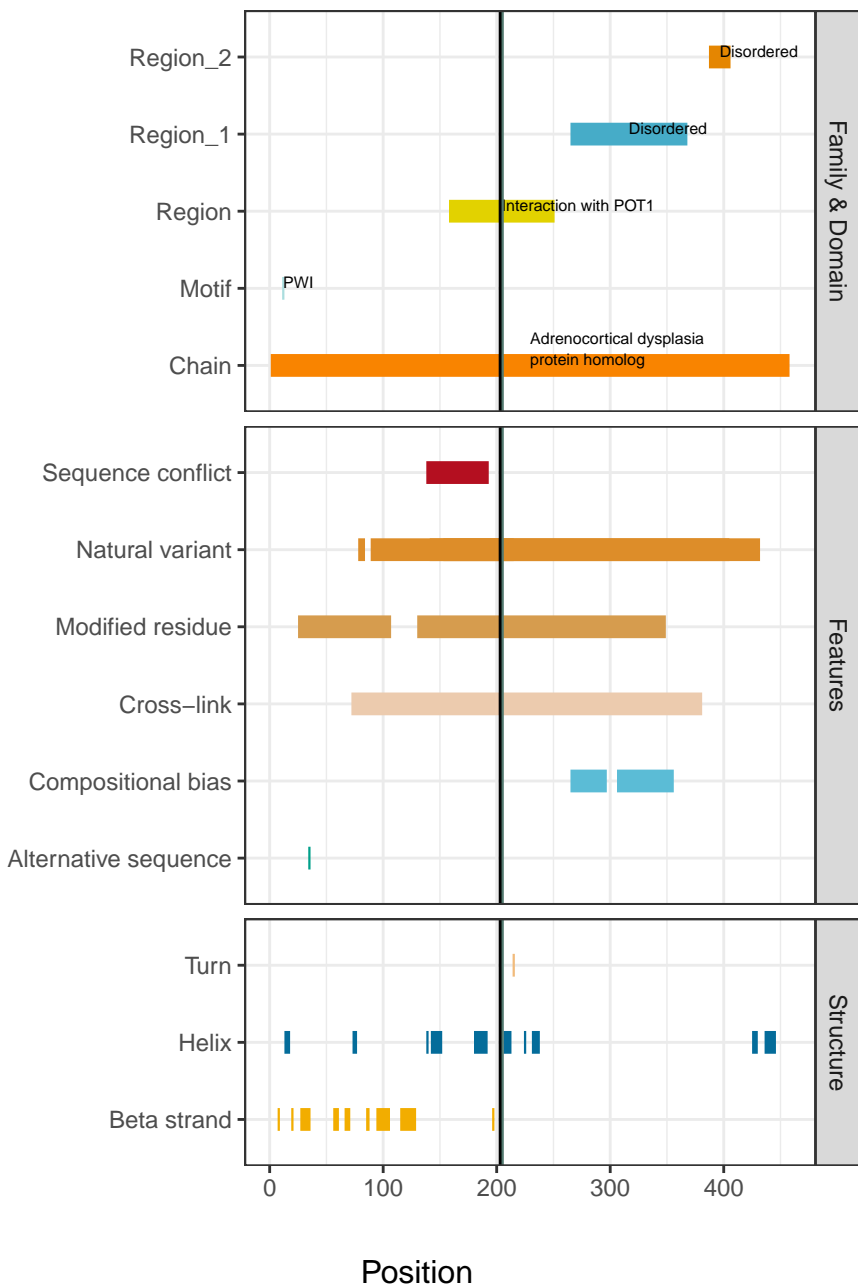 Region_2
Disordered
Region_1
Disordered
Region
Interaction with POT1
Motif
PWI
Chain
Adrenocortical dysplasia
protein homolog
Family & Domain
Sequence conflict
Natural variant
Modified residue
Cross−link
Compositional bias
Alternative sequence
Features
Turn
Helix
Beta strand
Structure
0 100 200 300 400
Position